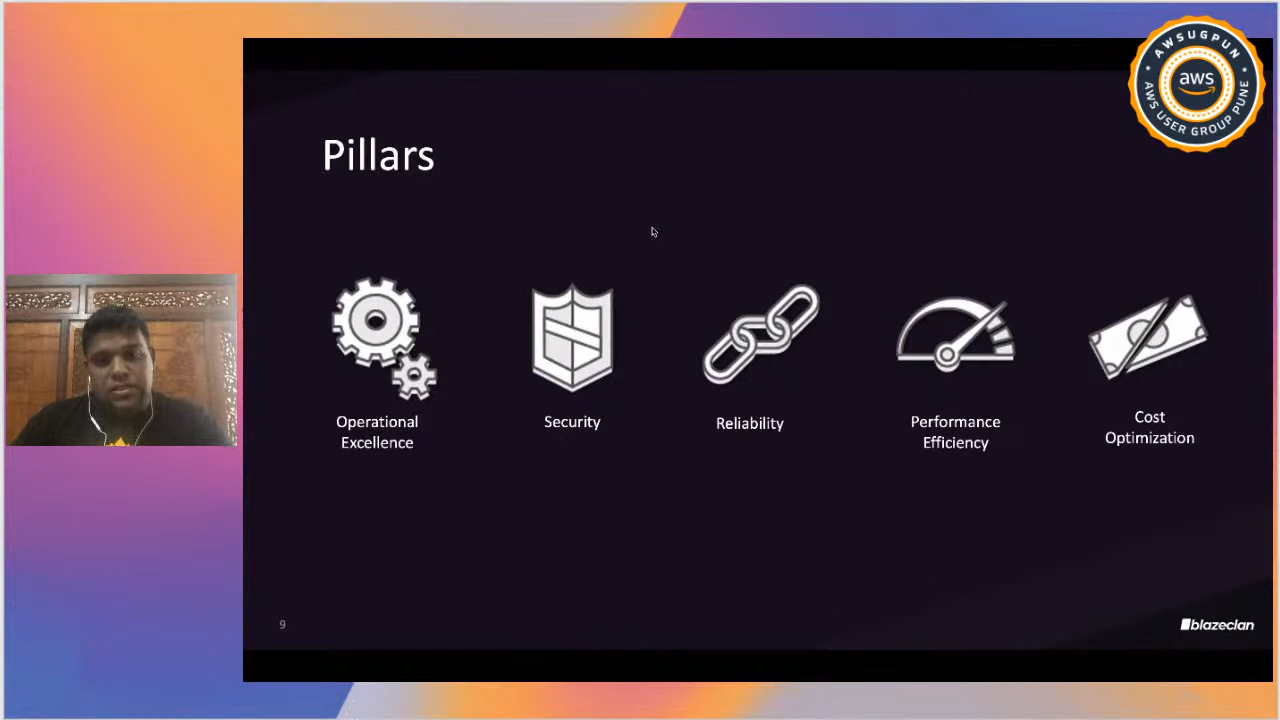 AWSUGPUN
aws
AWS USER GROUP PUNE
Pillars
Operational
Excellence
Security
Reliability
Performance
Efficiency
Cost
Optimization
9
blazeclan